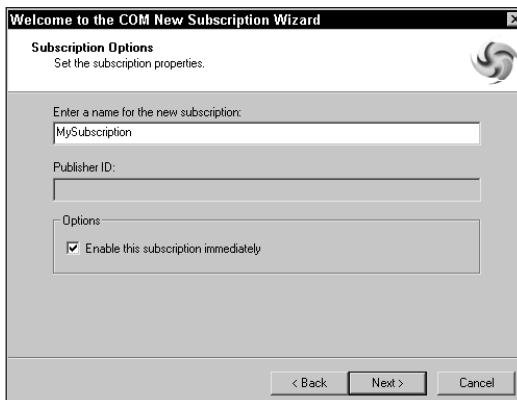 Welcome to the COM New Subscription Wizard
Subscription Options
Set the subscription properties.
Enter a name for the new subscription:
MySubscription
Publisher ID:
Options
Enable this subscription immediately
< Back
Next >
Cancel